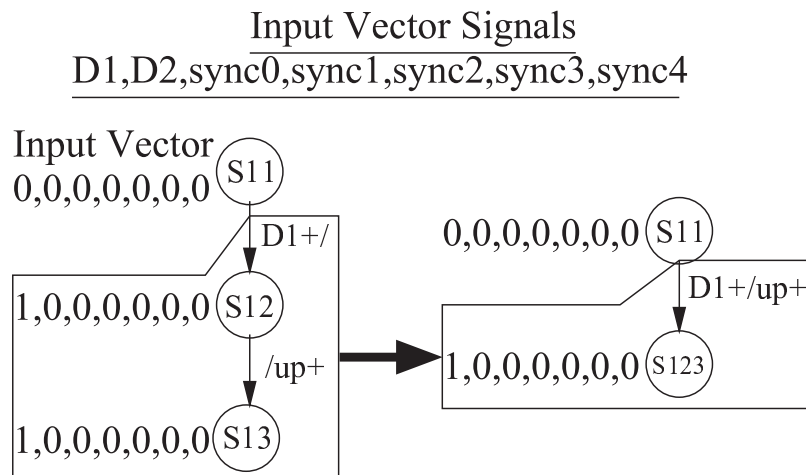 Input Vector Signals
D1,D2,sync0,sync1,sync2,sync3,sync4
Input Vector
0,0,0,0,0,0,0
S11
D1+/
1,0,0,0,0,0,0
S12
/up+
1,0,0,0,0,0,0
S13
0,0,0,0,0,0,0
S11
D1+/up+
1,0,0,0,0,0,0
S123